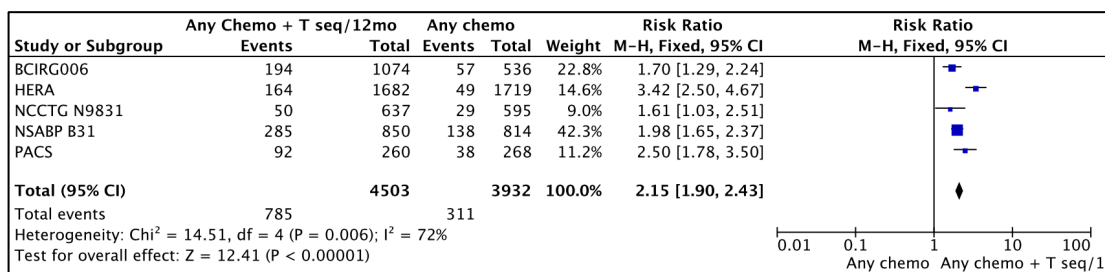 Any Chemo + T seq/12mo Any chemo Risk Ratio Risk Ratio
Study or Subgroup Events Total Events Total Weight M-H, Fixed, 95% CI M-H, Fixed, 95% CI
BCIRG006 194 1074 57 536 22.8% 1.70 [1.29, 2.24]
HERA 164 1682 49 1719 14.6% 3.42 [2.50, 4.67]
NCCTG N9831 50 637 29 595 9.0% 1.61 [1.03, 2.51]
NSABP B31 285 850 138 814 42.3% 1.98 [1.65, 2.37]
PACS 92 260 38 268 11.2% 2.50 [1.78, 3.50]
Total (95% CI) 4503 3932 100.0% 2.15 [1.90, 2.43]
Total events 785 311
Heterogeneity: Chi² = 14.51, df = 4 (P = 0.006); I² = 72%
Test for overall effect: Z = 12.41 (P < 0.00001)
0.01 0.1 1 10 100
Any chemo Any chemo + T seq/1